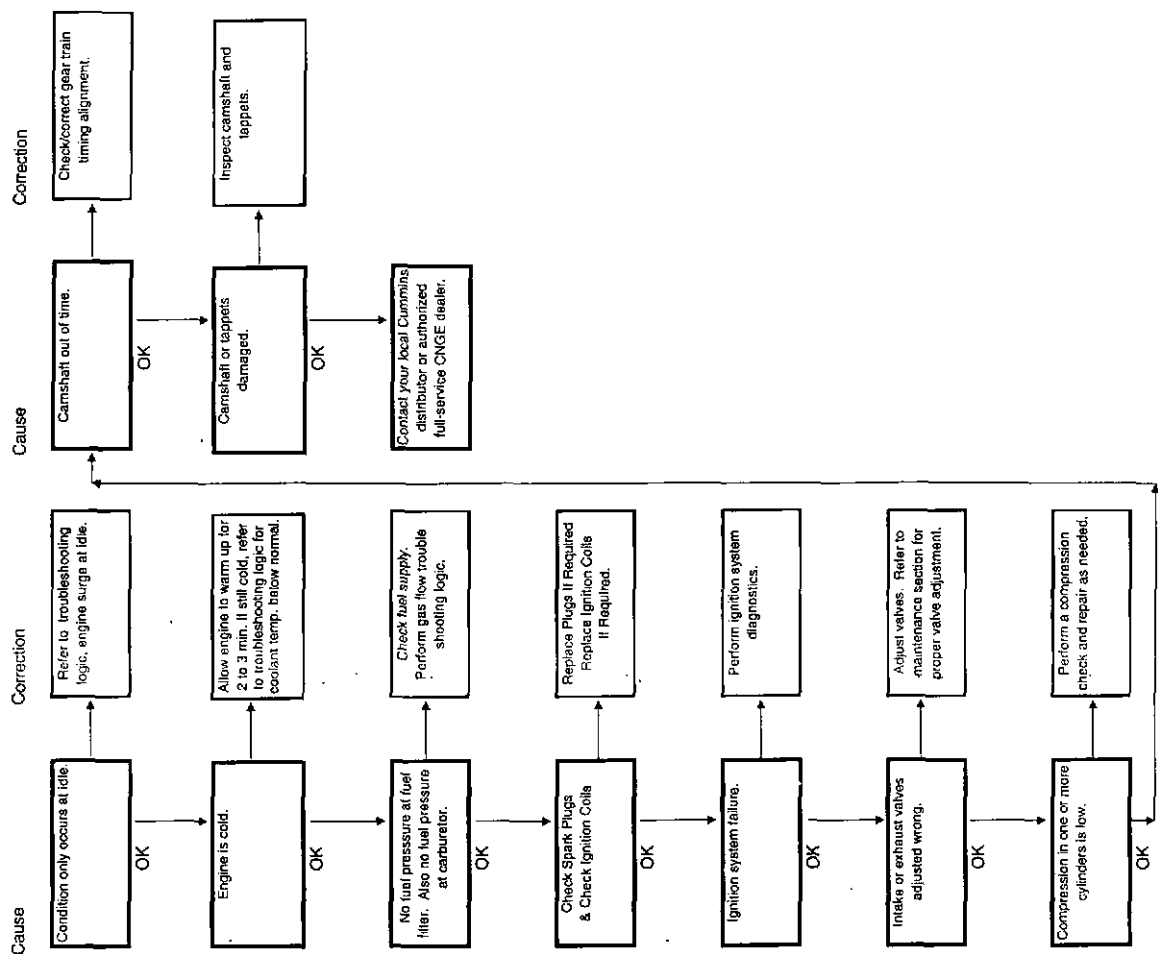 Cause
Correction
Condition only occurs at idle.
Refer to troubleshooting
logic, engine surge at idle.
OK
Engine is cold.
Allow engine to warm up for
2 to 3 min. If still cold, refer
to troubleshooting logic for
coolant temp. below normal.
OK
No fuel presssure at fuel
filter. Also no fuel pressure
at carburetor.
Check fuel supply.
Perform gas flow trouble
shooting logic.
OK
Check Spark Plugs
& Check Ignition Coils
Replace Plugs If Required
Replace Ignition Coils
If Required.
OK
Ignition system failure.
Perform ignition system
diagnostics.
OK
Intake or exhaust valves
adjusted wrong.
Adjust valves. Refer to
maintenance section for
proper valve adjustment.
OK
Compression in one or more
cylinders is low.
Perform a compression
check and repair as needed.
OK
Cause
Correction
Camshaft out of time.
Check/correct gear train
timing alignment.
OK
Camshaft or tappets
damaged.
Inspect camshaft and
tappets.
OK
Contact your local Cummins
distributor or authorized
full-service CNGE dealer.